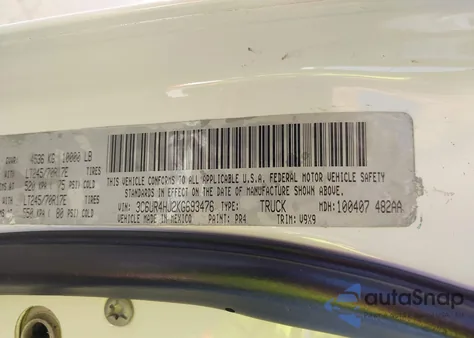 GVWR: 4536 KG 10000 LB
LT245/70R17E
520 KPA 75 PSI COLD
LT245/70R17E
550 KPA 80 PSI COLD
THIS VEHICLE CONFORMS TO ALL APPLICABLE U.S.A. FEDERAL MOTOR VEHICLE SAFETY
STANDARDS IN EFFECT ON THE DATE OF MANUFACTURE SHOWN ABOVE.
VIN: 3C6UR4HJ2KG693476 TYPE: TRUCK MDH: 100407 482AA
VEHICLE MADE IN MEXICO PAINT: PR4 TRIM: V9X9
autoSnap